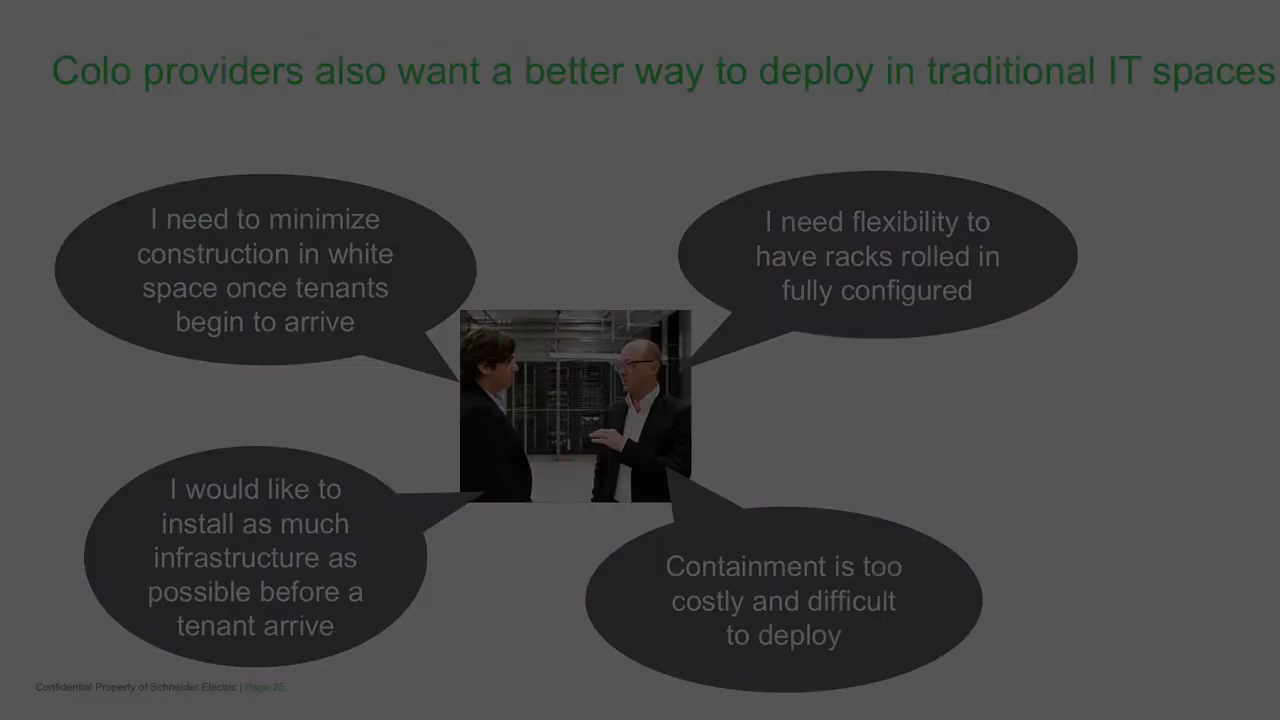 Colo providers also want a better way to deploy in traditional IT spaces
I need to minimize
construction in white
space once tenants
begin to arrive
I need flexibility to
have racks rolled in
fully configured
I would like to
install as much
infrastructure as
possible before a
tenant arrive
Containment is too
costly and difficult
to deploy
Confidential Property of Schneider Electric | Page 25